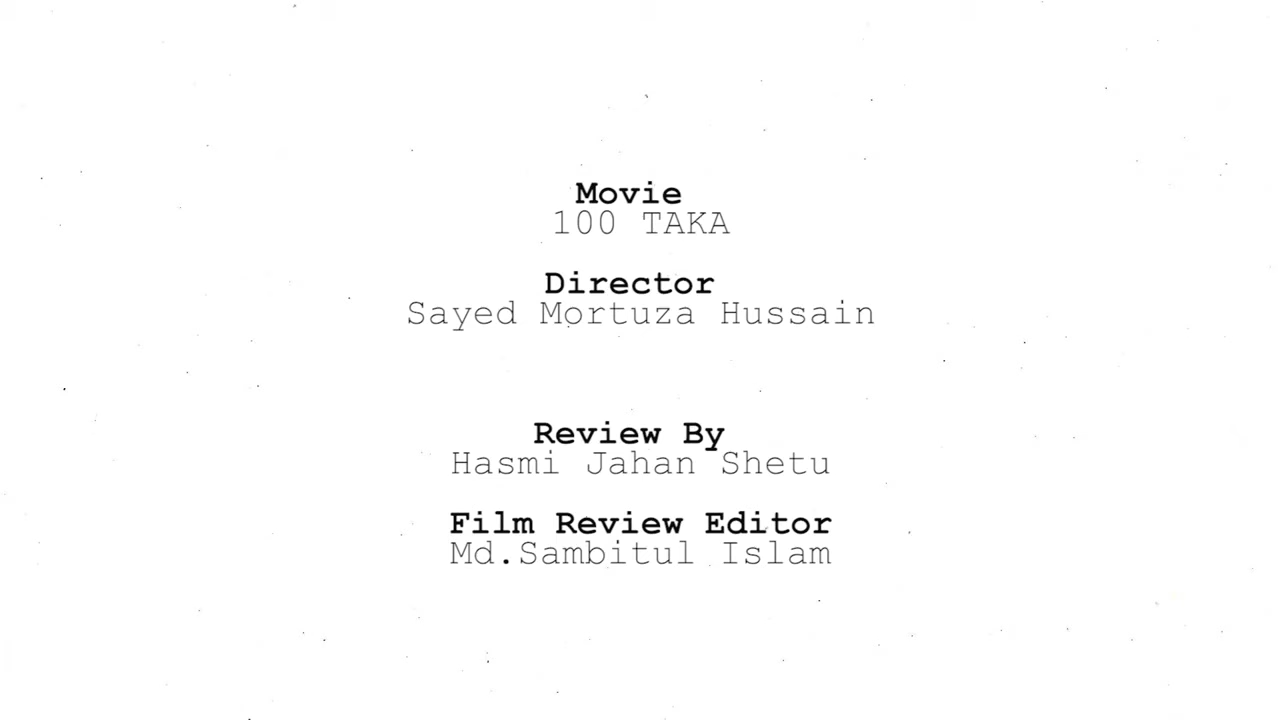 Movie
100 TAKA
Director
Sayed Mortuza Hussain
Review By
Hasmi Jahan Shetu
Film Review Editor
Md.Sambitul Islam